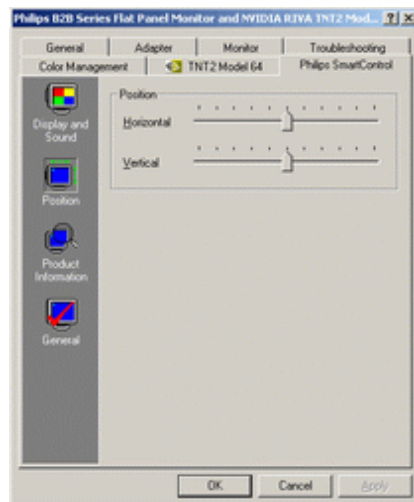 Philips B2B Series Flat Panel Monitor and NVIDIA RIVA TNT2 Mod...
General
Adapter
Monitor
Troubleshooting
Color Management
TNT2 Model 64
Philips SmartControl
Display and
Sound
Position
Product
Information
General
Position
Horizontal
Vertical
OK
Cancel
Apply